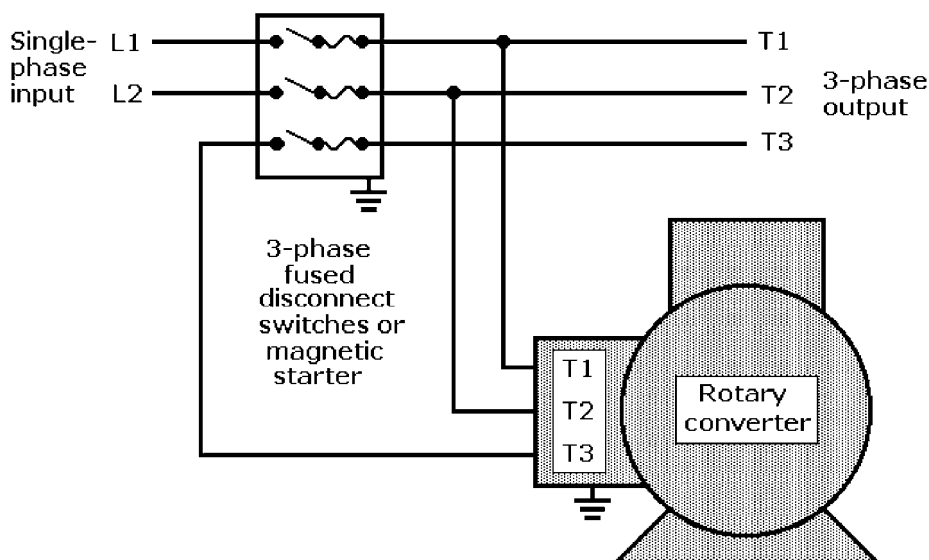 Single-
phase
input
L1
L2
T1
T2
T3
3-phase
output
3-phase
fused
disconnect
switches or
magnetic
starter
T1
T2
T3
Rotary
converter